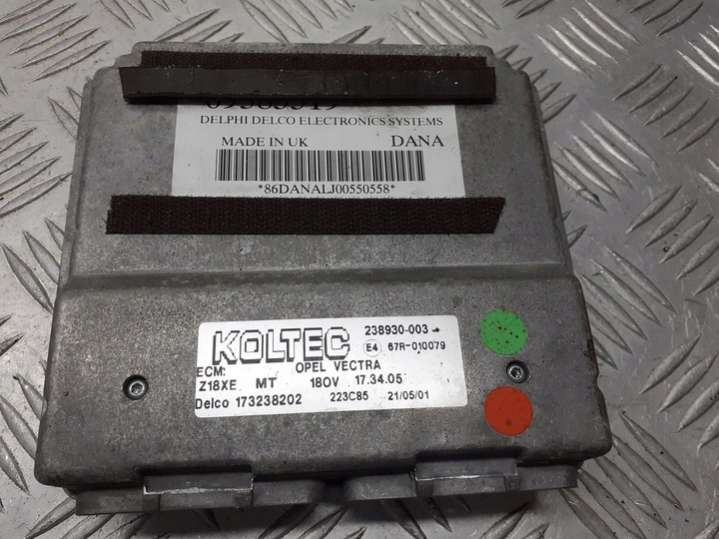 DELPHI DELCO ELECTRONICS SYSTEMS
MADE IN UK DANA
*86DANALJ00550558*
KOLTEC 238930-003
E4 67R-010079
ECM: OPEL VECTRA
Z18XE MT 180V 17.34.05
Delco 173238202 223C85 21/05/01